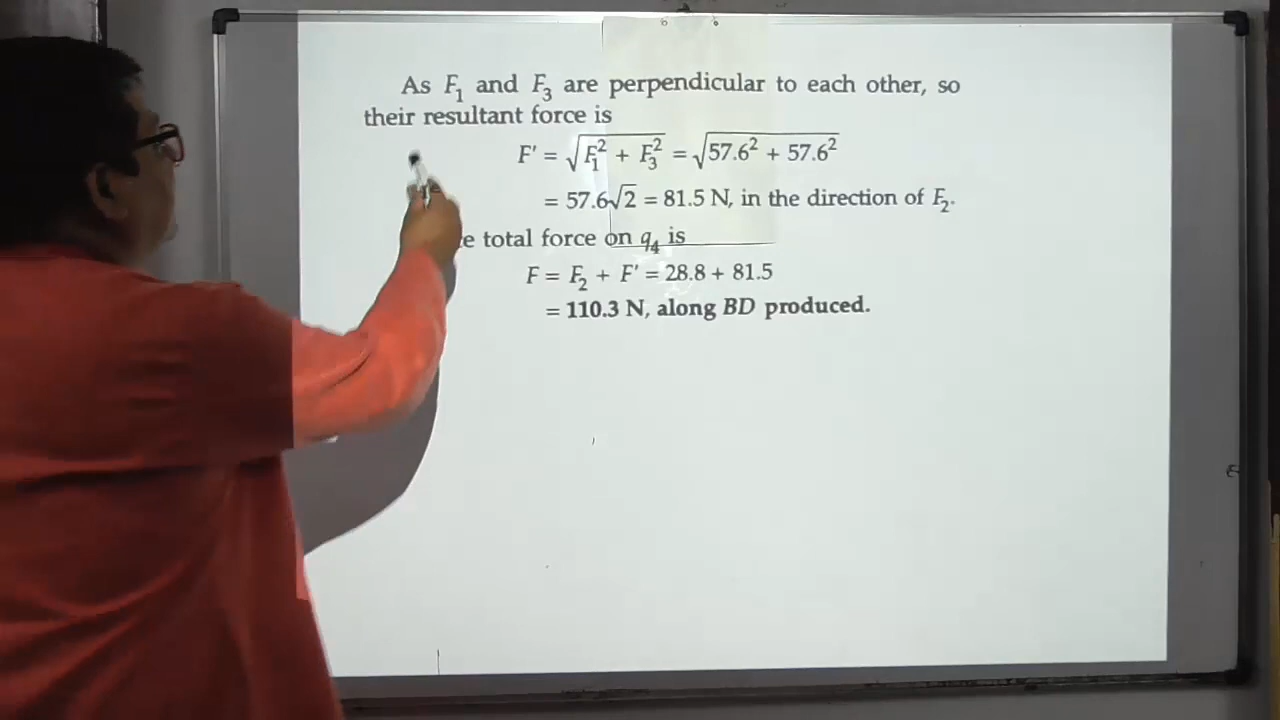 As F₁ and F₃ are perpendicular to each other, so
their resultant force is
F' = √(F₁² + F₃²) = √(57.6² + 57.6²)
= 57.6√2 = 81.5 N, in the direction of F₂.
total force on q₄ is
F = F₂ + F' = 28.8 + 81.5
= 110.3 N, along BD produced.